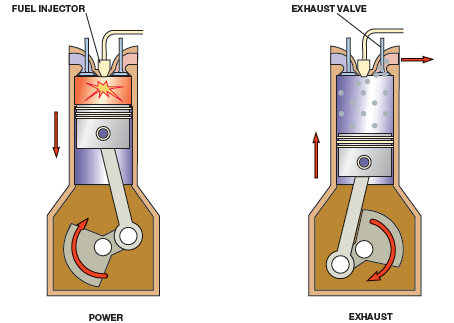 FUEL INJECTOR
EXHAUST VALVE
POWER
EXHAUST